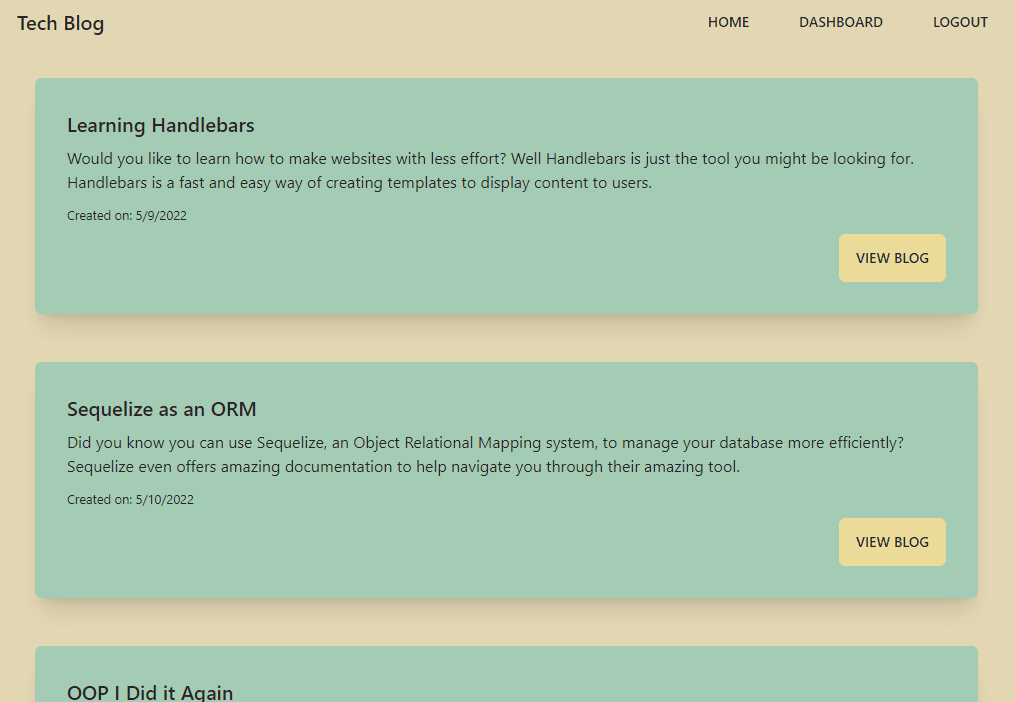 Tech Blog
HOME
DASHBOARD
LOGOUT
Learning Handlebars
Would you like to learn how to make websites with less effort? Well Handlebars is just the tool you might be looking for.
Handlebars is a fast and easy way of creating templates to display content to users.
Created on: 5/9/2022
VIEW BLOG
Sequelize as an ORM
Did you know you can use Sequelize, an Object Relational Mapping system, to manage your database more efficiently?
Sequelize even offers amazing documentation to help navigate you through their amazing tool.
Created on: 5/10/2022
VIEW BLOG
OOP I Did it Again